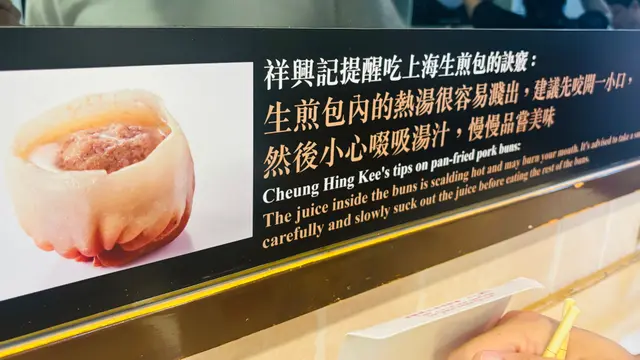 祥興記提醒吃上海生煎包的訣竅：
生煎包內的熱湯很容易濺出，建議先咬開一小口，
然後小心啜吸湯汁，慢慢品嘗美味
Cheung Hing Kee's tips on pan-fried pork buns:
The juice inside the buns is scalding hot and may burn your mouth. It's advised to take a
carefully and slowly suck out the juice before eating the rest of the buns.